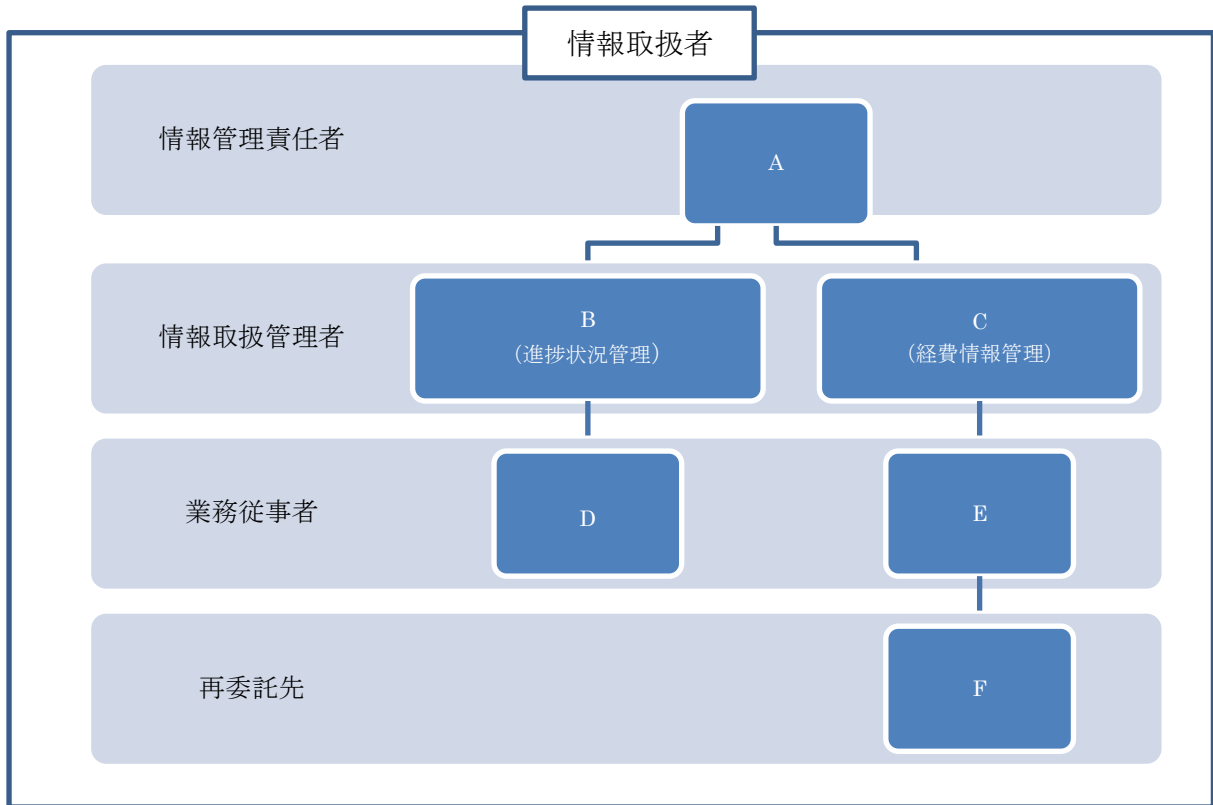 情報取扱者
情報管理責任者
A
情報取扱管理者
B
（進捗状況管理）
C
（経費情報管理）
業務従事者
D
E
再委託先
F